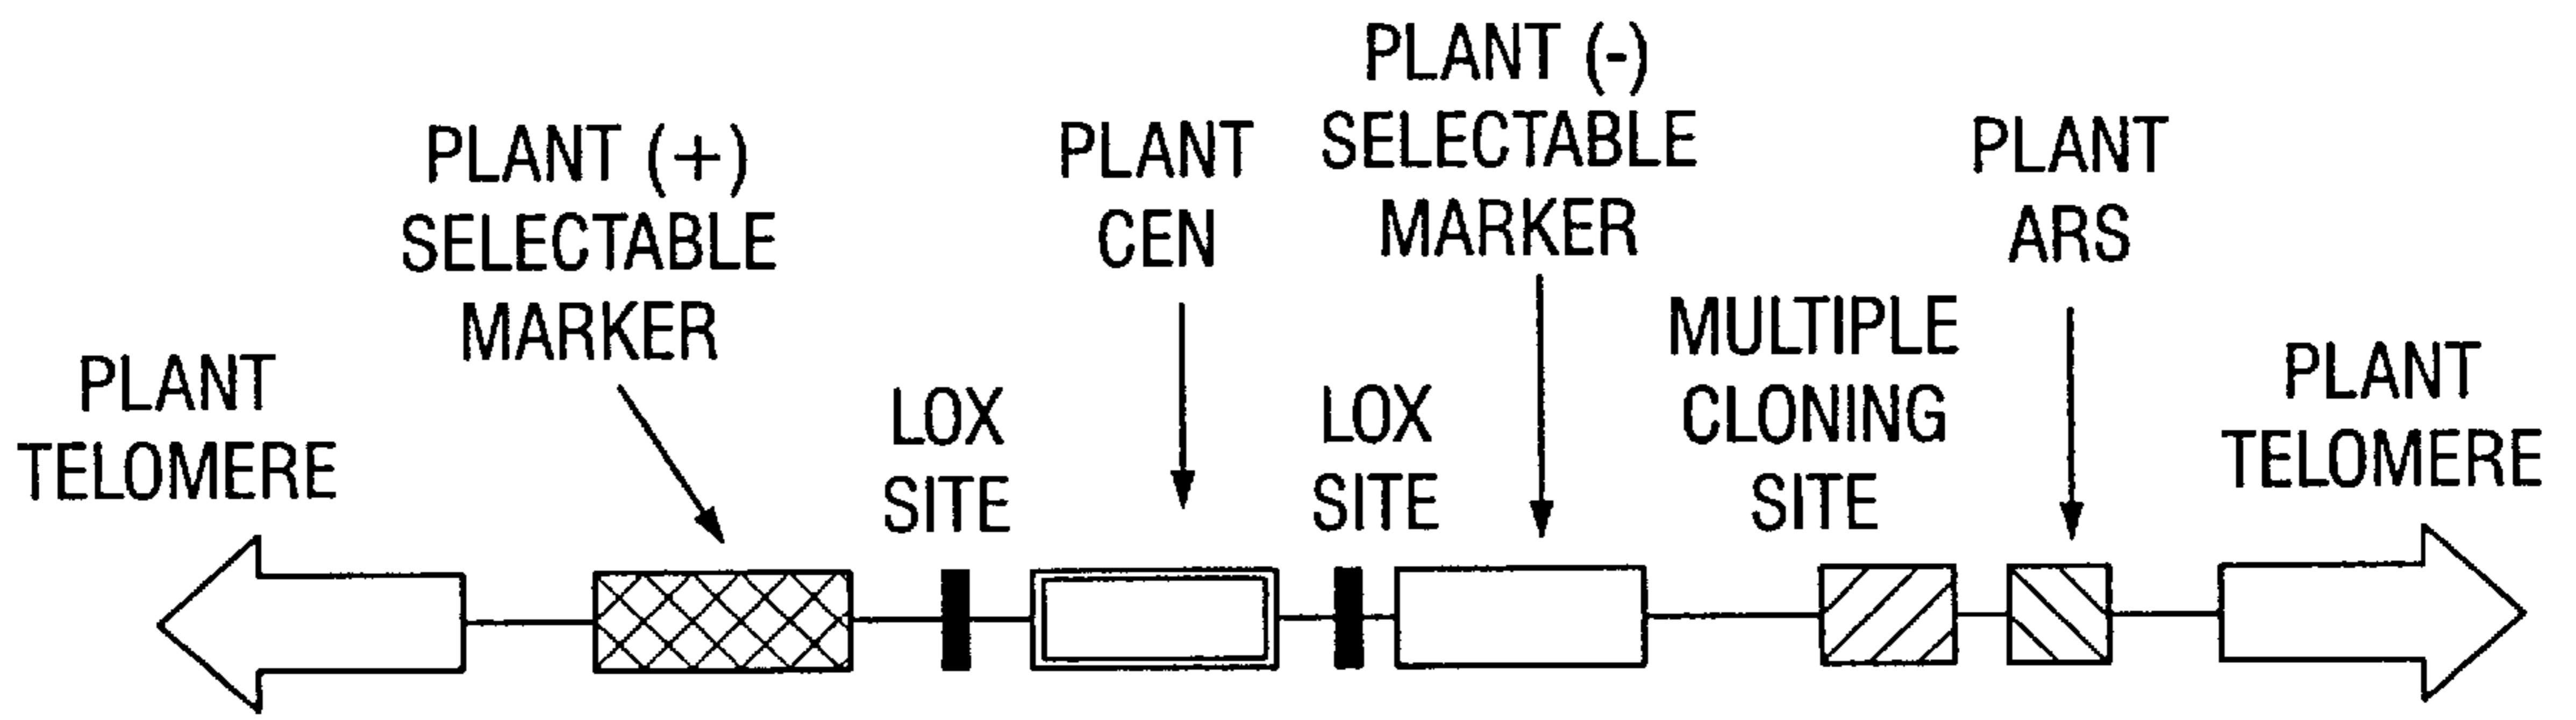 PLANT
TELOMERE
PLANT (+)
SELECTABLE
MARKER
LOX
SITE
PLANT
CEN
LOX
SITE
PLANT (-)
SELECTABLE
MARKER
MULTIPLE
CLONING
SITE
PLANT
ARS
PLANT
TELOMERE